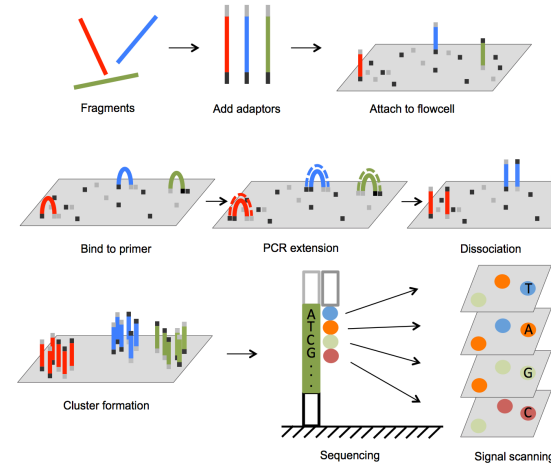 Fragments
Add adaptors
Attach to flowcell
Bind to primer
PCR extension
Dissociation
Cluster formation
A
T
C
G
.
.
Sequencing
T
A
G
C
Signal scanning